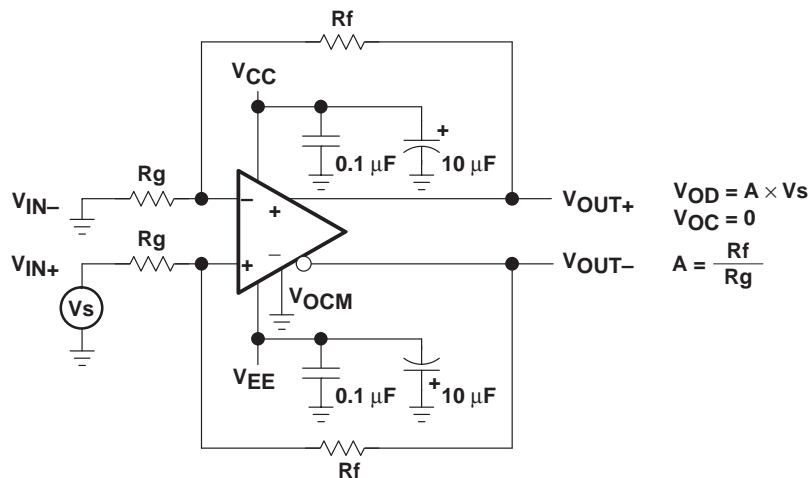 Rf
VCC
+
0.1 μF
10 μF
VIN−
Rg
−
+
VOUT+
VOD = A × Vs
VOC = 0
VIN+
Rg
+
−
VOUT−
A = Rf
Rg
Vs
VOCM
VEE
0.1 μF
+
10 μF
Rf